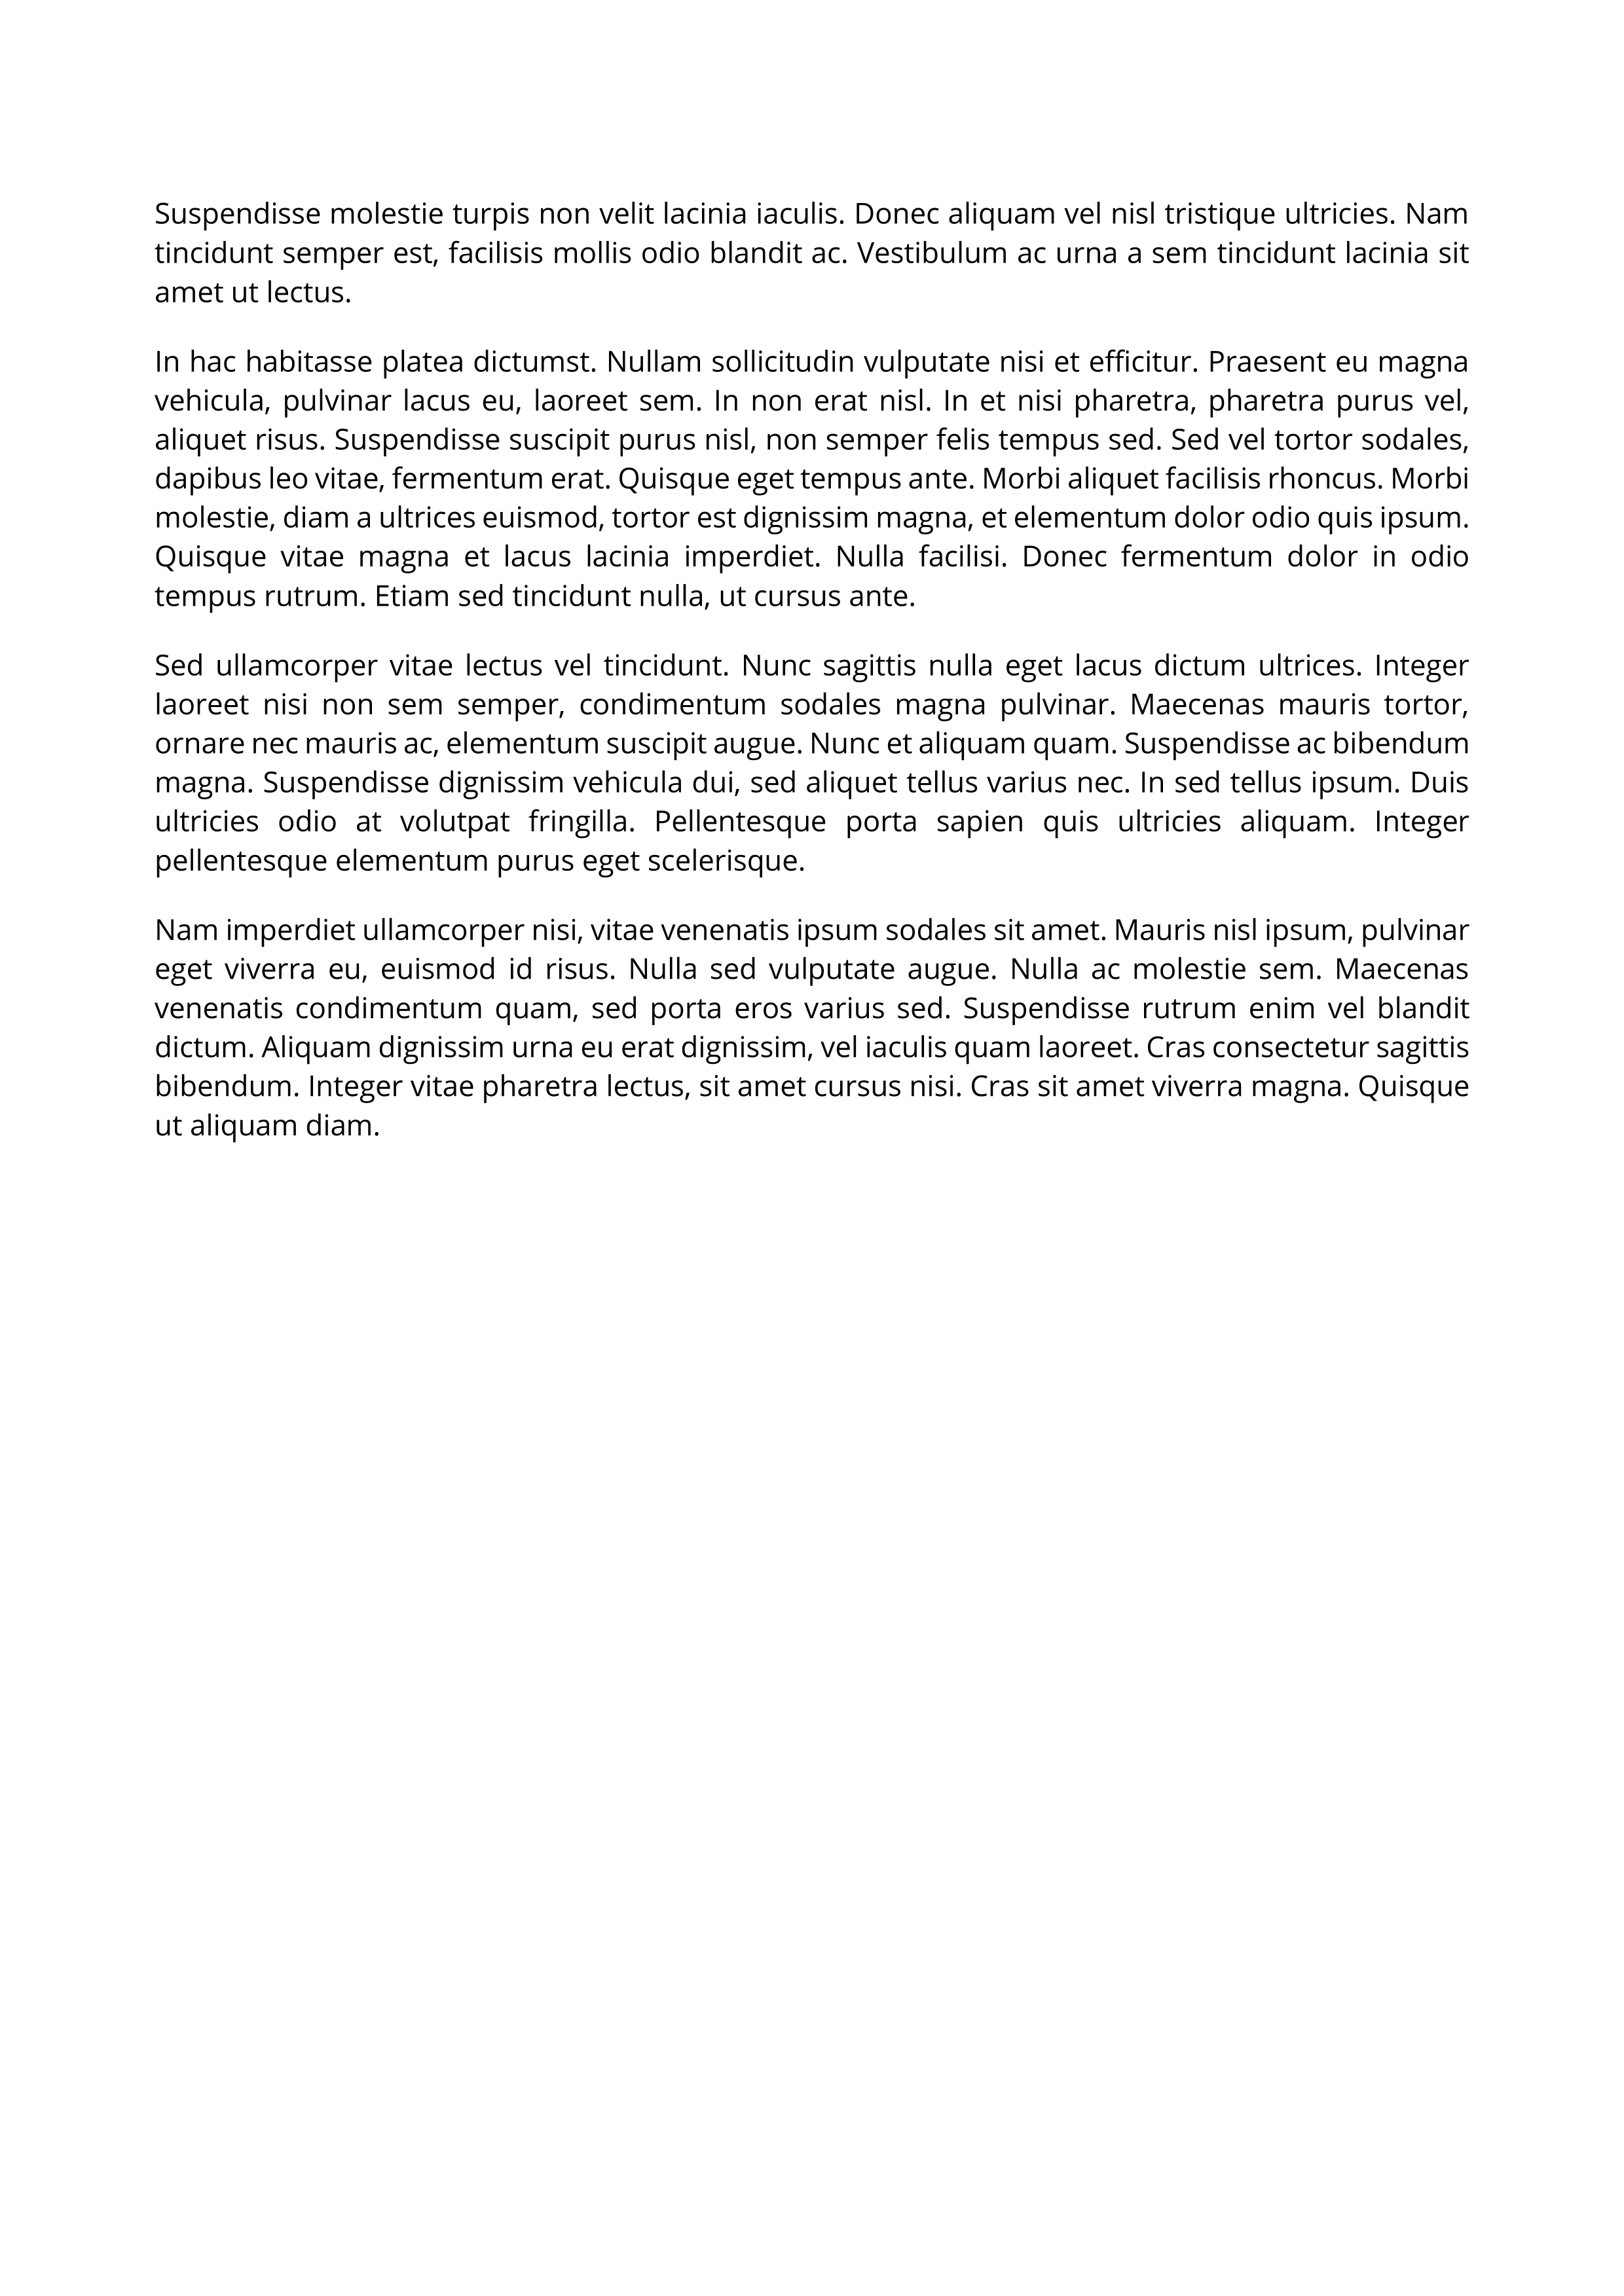 Suspendisse molestie turpis non velit lacinia iaculis. Donec aliquam vel nisl tristique ultricies. Nam
tincidunt semper est, facilisis mollis odio blandit ac. Vestibulum ac urna a sem tincidunt lacinia sit
amet ut lectus.
In hac habitasse platea dictumst. Nullam sollicitudin vulputate nisi et efficitur. Praesent eu magna
vehicula, pulvinar lacus eu, laoreet sem. In non erat nisl. In et nisi pharetra, pharetra purus vel,
aliquet risus. Suspendisse suscipit purus nisl, non semper felis tempus sed. Sed vel tortor sodales,
dapibus leo vitae, fermentum erat. Quisque eget tempus ante. Morbi aliquet facilisis rhoncus. Morbi
molestie, diam a ultrices euismod, tortor est dignissim magna, et elementum dolor odio quis ipsum.
Quisque vitae magna et lacus lacinia imperdiet. Nulla facilisi. Donec fermentum dolor in odio
tempus rutrum. Etiam sed tincidunt nulla, ut cursus ante.
Sed ullamcorper vitae lectus vel tincidunt. Nunc sagittis nulla eget lacus dictum ultrices. Integer
laoreet nisi non sem semper, condimentum sodales magna pulvinar. Maecenas mauris tortor,
ornare nec mauris ac, elementum suscipit augue. Nunc et aliquam quam. Suspendisse ac bibendum
magna. Suspendisse dignissim vehicula dui, sed aliquet tellus varius nec. In sed tellus ipsum. Duis
ultricies odio at volutpat fringilla. Pellentesque porta sapien quis ultricies aliquam. Integer
pellentesque elementum purus eget scelerisque.
Nam imperdiet ullamcorper nisi, vitae venenatis ipsum sodales sit amet. Mauris nisl ipsum, pulvinar
eget viverra eu, euismod id risus. Nulla sed vulputate augue. Nulla ac molestie sem. Maecenas
venenatis condimentum quam, sed porta eros varius sed. Suspendisse rutrum enim vel blandit
dictum. Aliquam dignissim urna eu erat dignissim, vel iaculis quam laoreet. Cras consectetur sagittis
bibendum. Integer vitae pharetra lectus, sit amet cursus nisi. Cras sit amet viverra magna. Quisque
ut aliquam diam.